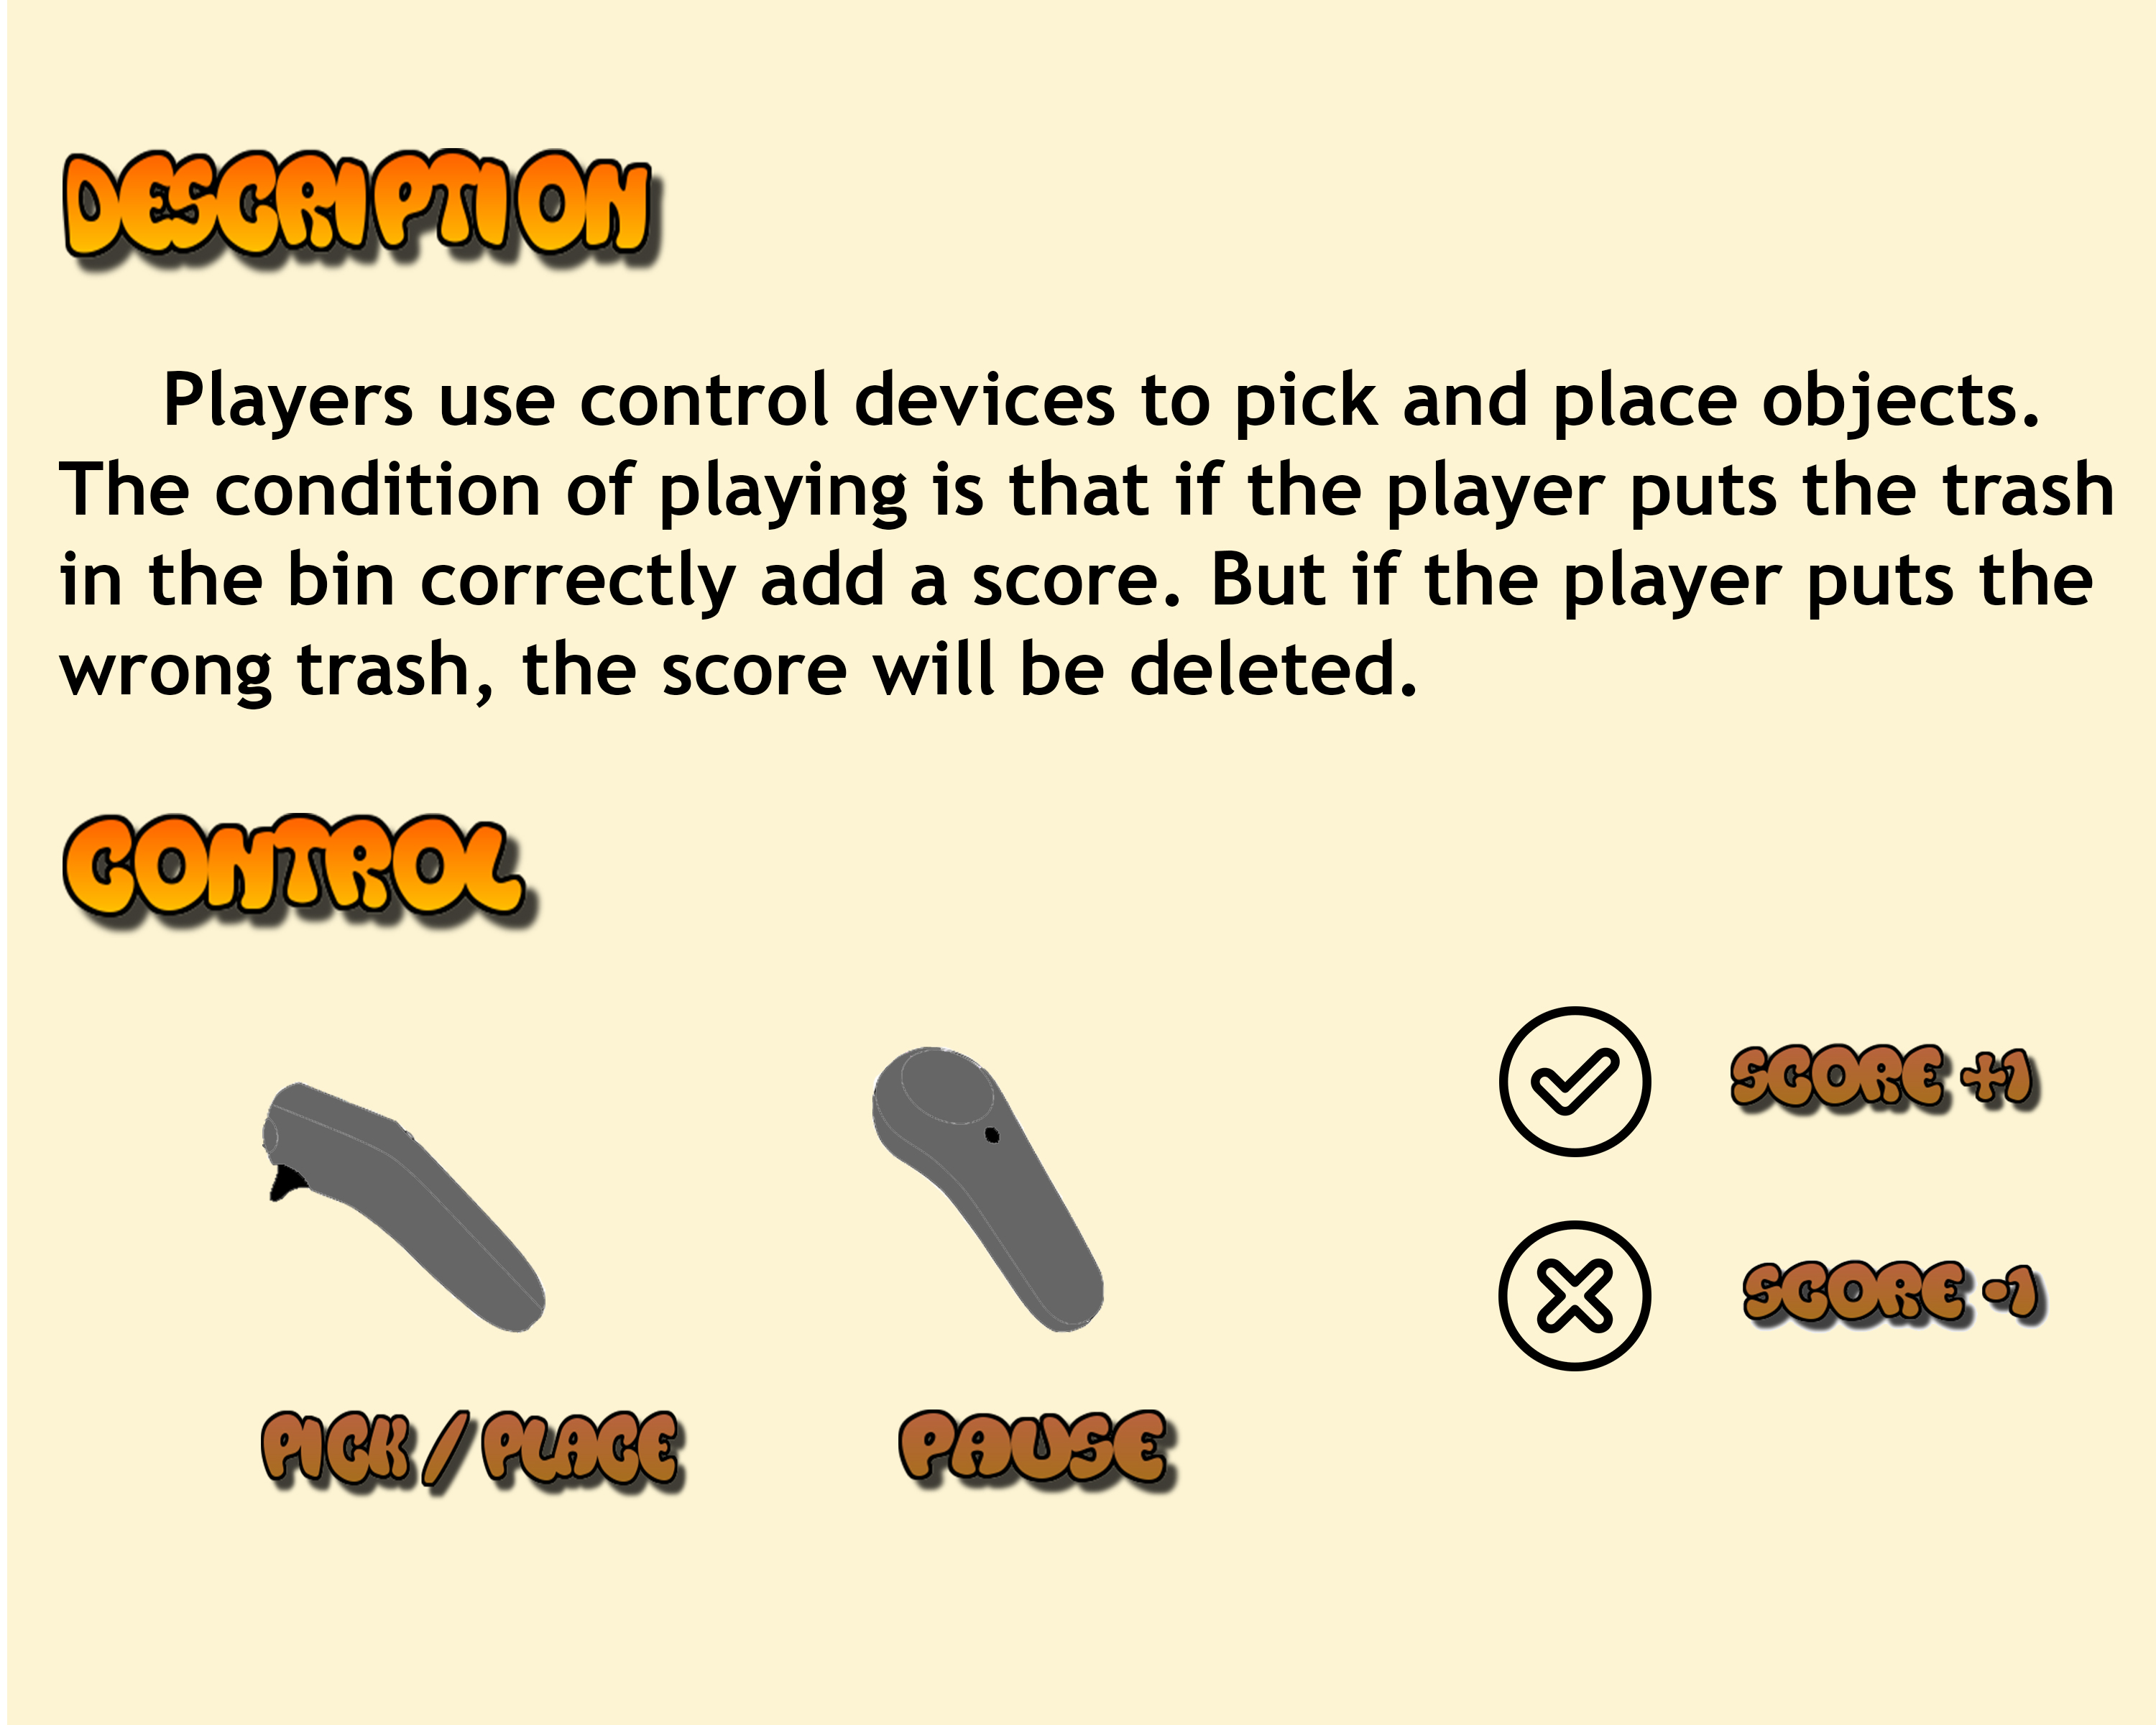 DESCRIPTION
Players use control devices to pick and place objects.
The condition of playing is that if the player puts the trash
in the bin correctly add a score. But if the player puts the
wrong trash, the score will be deleted.
CONTROL
SCORE +1
SCORE -1
PICK / PLACE
PAUSE